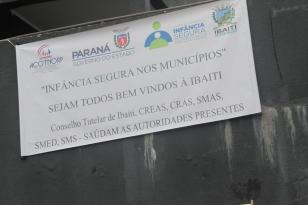 ACOTNORP
PARANÁ
GOVERNO DO ESTADO
INFÂNCIA
SEGURA
IBAITI
"INFÂNCIA SEGURA NOS MUNICÍPIOS"
SEJAM TODOS BEM VINDOS À IBAITI
Conselho Tutelar de Ibaiti, CREAS, CRAS, SMAS,
SMED, SMS - SAÚDAM AS AUTORIDADES PRESENTES